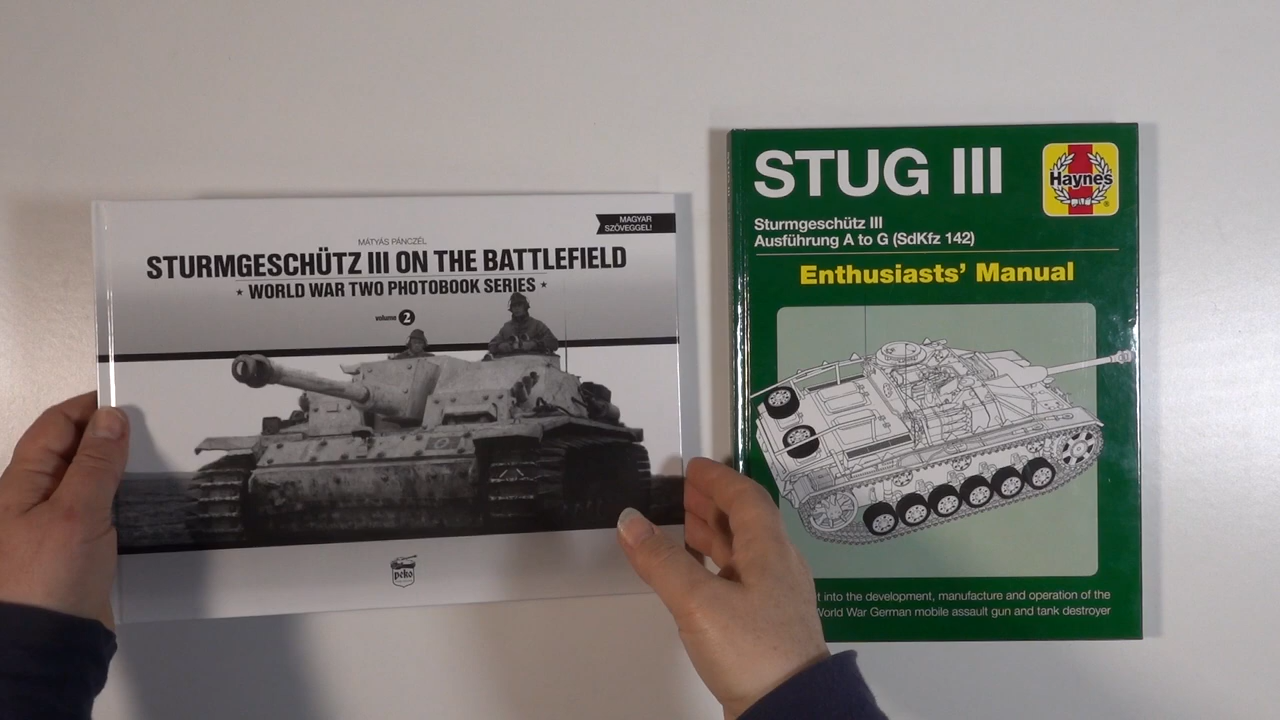 MAGYAR
SZÖVEGGEL!
MÁTYÁS PÁNCZÉL
STURMGESCHÜTZ III ON THE BATTLEFIELD
★ WORLD WAR TWO PHOTOBOOK SERIES ★
volume 2
peko
STUG III
Haynes
®
Sturmgeschütz III
Ausführung A to G (SdKfz 142)
Enthusiasts' Manual
into the development, manufacture and operation of the
World War German mobile assault gun and tank destroyer